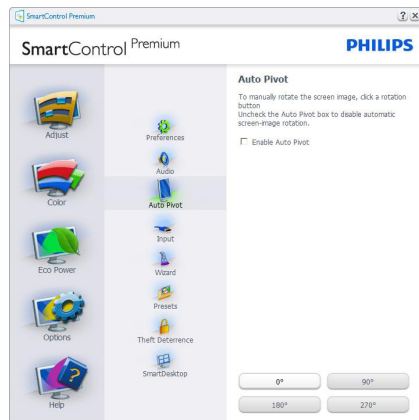 SmartControl Premium
SmartControl Premium
PHILIPS
Adjust
Color
Eco Power
Options
Help
Preferences
Audio
Auto Pivot
Input
Wizard
Presets
Theft Deterrence
SmartDesktop
Auto Pivot
To manually rotate the screen image, click a rotation
button
Uncheck the Auto Pivot box to disable automatic
screen-image rotation.
Enable Auto Pivot
0°
90°
180°
270°